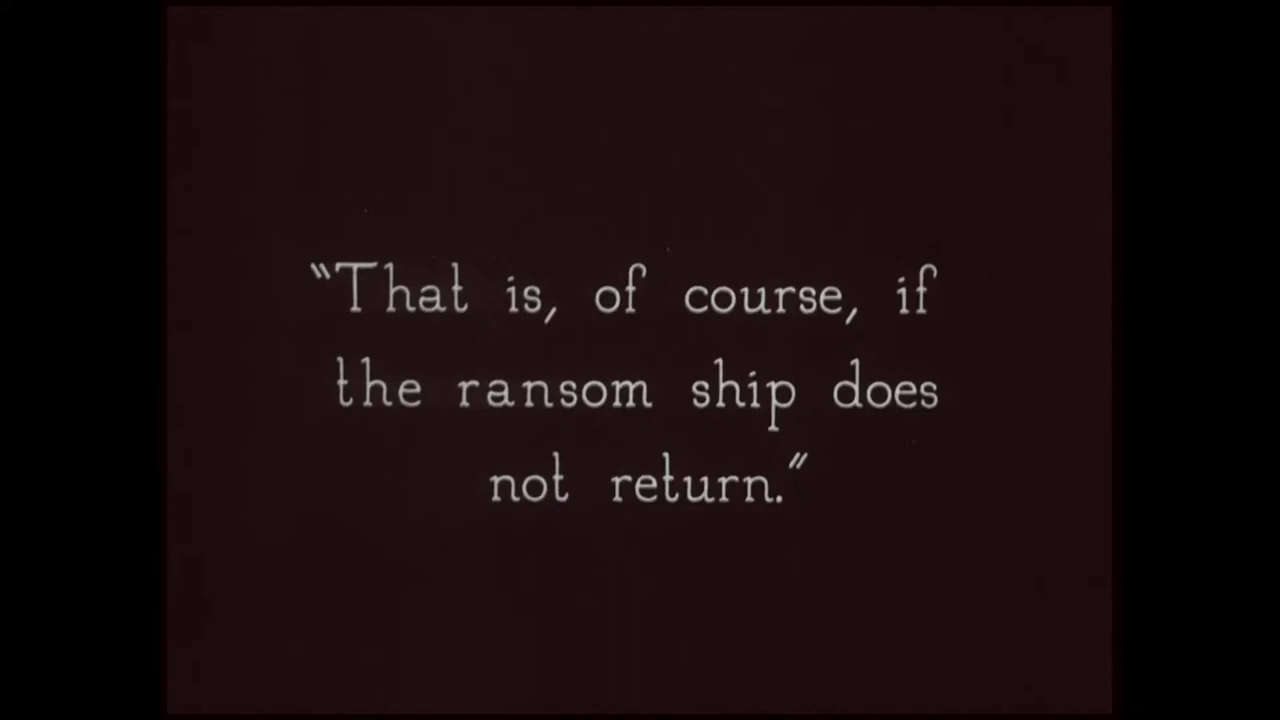 "That is, of course, if
the ransom ship does
not return."